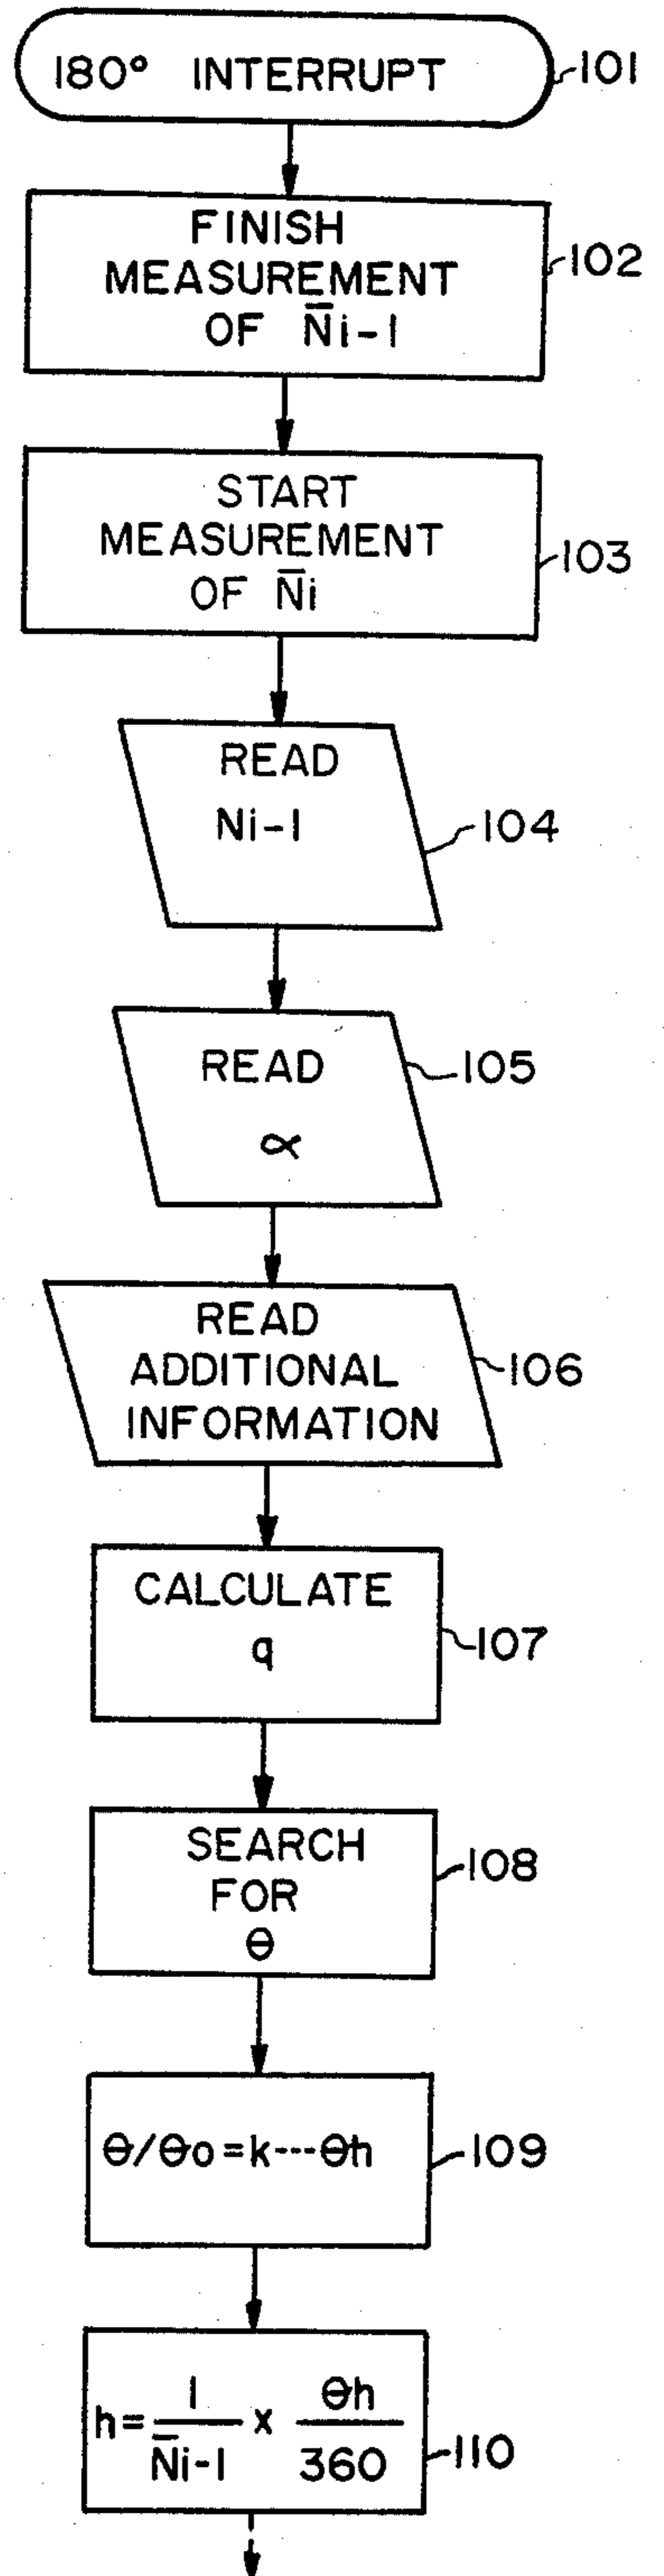 180° INTERRUPT
101
FINISH
MEASUREMENT
OF N̄i-1
102
START
MEASUREMENT
OF N̄i
103
READ
Ni-1
104
READ
α
105
READ
ADDITIONAL
INFORMATION
106
CALCULATE
q
107
SEARCH
FOR
θ
108
θ/θo=k---θh
109
h= 1/N̄i-1 x θh/360
110